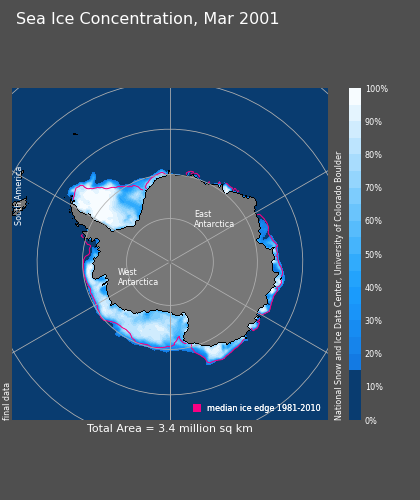 Sea Ice Concentration, Mar 2001
South America
East
Antarctica
West
Antarctica
final data
median ice edge 1981-2010
Total Area = 3.4 million sq km
100%
90%
80%
70%
60%
50%
40%
30%
20%
10%
0%
National Snow and Ice Data Center, University of Colorado Boulder